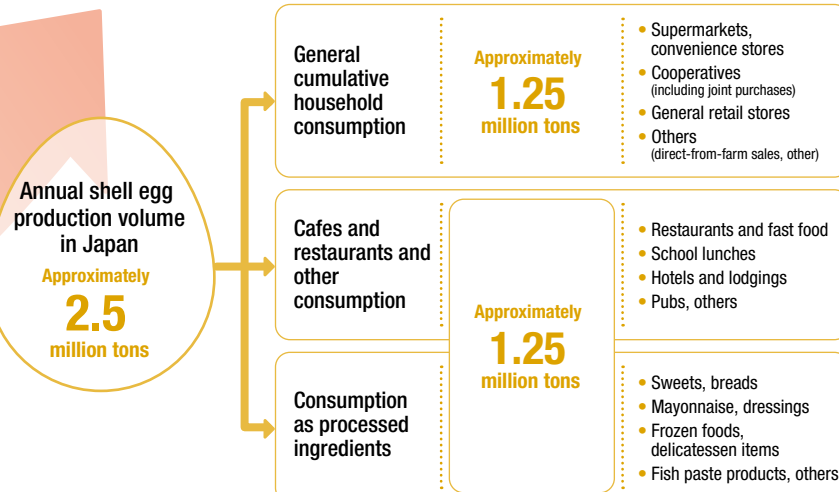 Annual shell egg
production volume
in Japan
Approximately
2.5
million tons
General
cumulative
household
consumption
Approximately
1.25
million tons
• Supermarkets,
convenience stores
• Cooperatives
(including joint purchases)
• General retail stores
• Others
(direct-from-farm sales, other)
Cafes and
restaurants and
other
consumption
• Restaurants and fast food
• School lunches
• Hotels and lodgings
• Pubs, others
Approximately
1.25
million tons
Consumption
as processed
ingredients
• Sweets, breads
• Mayonnaise, dressings
• Frozen foods,
delicatessen items
• Fish paste products, others